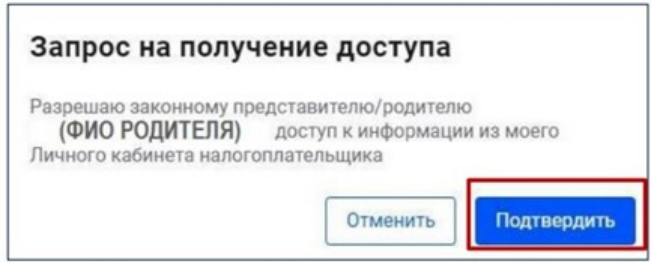 Запрос на получение доступа
Разрешаю законному представителю/родителю
(ФИО РОДИТЕЛЯ) доступ к информации из моего
Личного кабинета налогоплательщика
Отменить Подтвердить